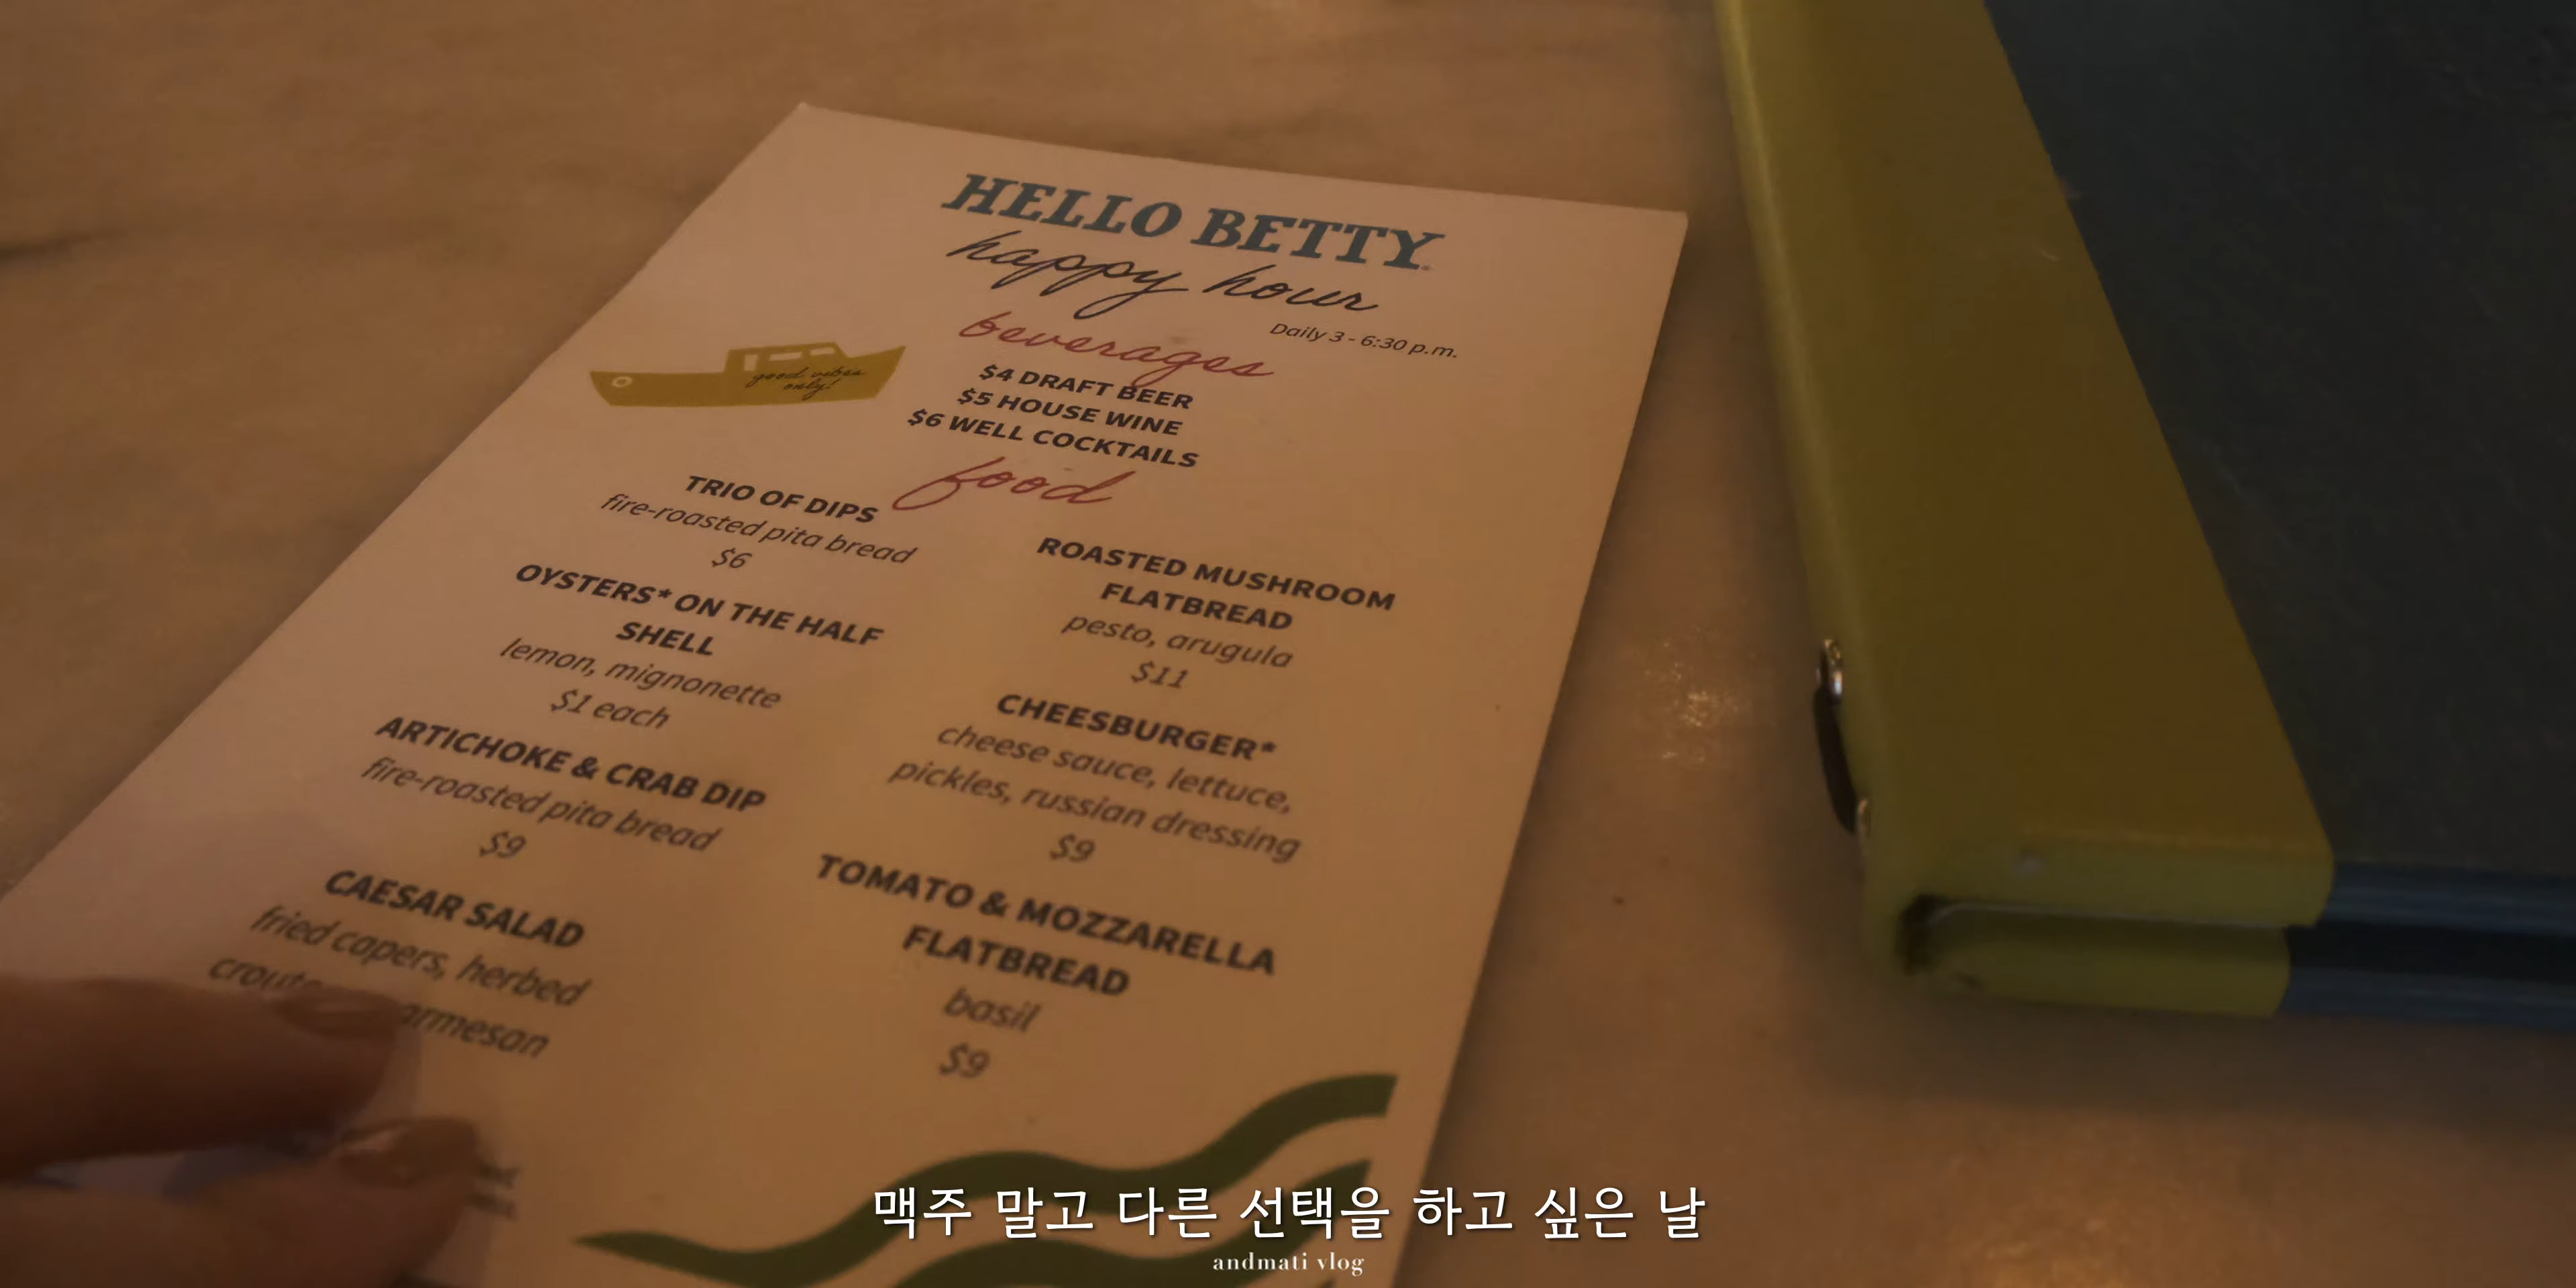 HELLO BETTY
happy hour
Daily 3 - 6:30 p.m.
beverages
good vibes
only!
$4 DRAFT BEER
$5 HOUSE WINE
$6 WELL COCKTAILS
food
TRIO OF DIPS
fire-roasted pita bread
$6
OYSTERS* ON THE HALF
SHELL
lemon, mignonette
$1 each
ARTICHOKE & CRAB DIP
fire-roasted pita bread
$9
CAESAR SALAD
fried capers, herbed
ROASTED MUSHROOM
FLATBREAD
pesto, arugula
$11
CHEESBURGER*
cheese sauce, lettuce,
pickles, russian dressing
$9
TOMATO & MOZZARELLA
FLATBREAD
basil
$9
맥주 말고 다른 선택을 하고 싶은 날
andmati vlog